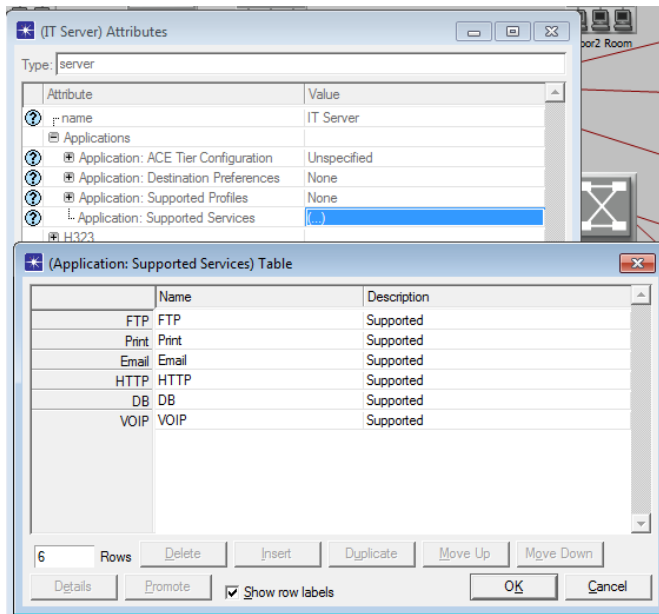 (IT Server) Attributes
oor2 Room
Type: server
Attribute Value
name IT Server
Applications
Application: ACE Tier Configuration Unspecified
Application: Destination Preferences None
Application: Supported Profiles None
Application: Supported Services (...)
H323
(Application: Supported Services) Table
Name Description
FTP FTP Supported
Print Print Supported
Email Email Supported
HTTP HTTP Supported
DB DB Supported
VOIP VOIP Supported
6 Rows Delete Insert Duplicate Move Up Move Down
Details Promote Show row labels OK Cancel